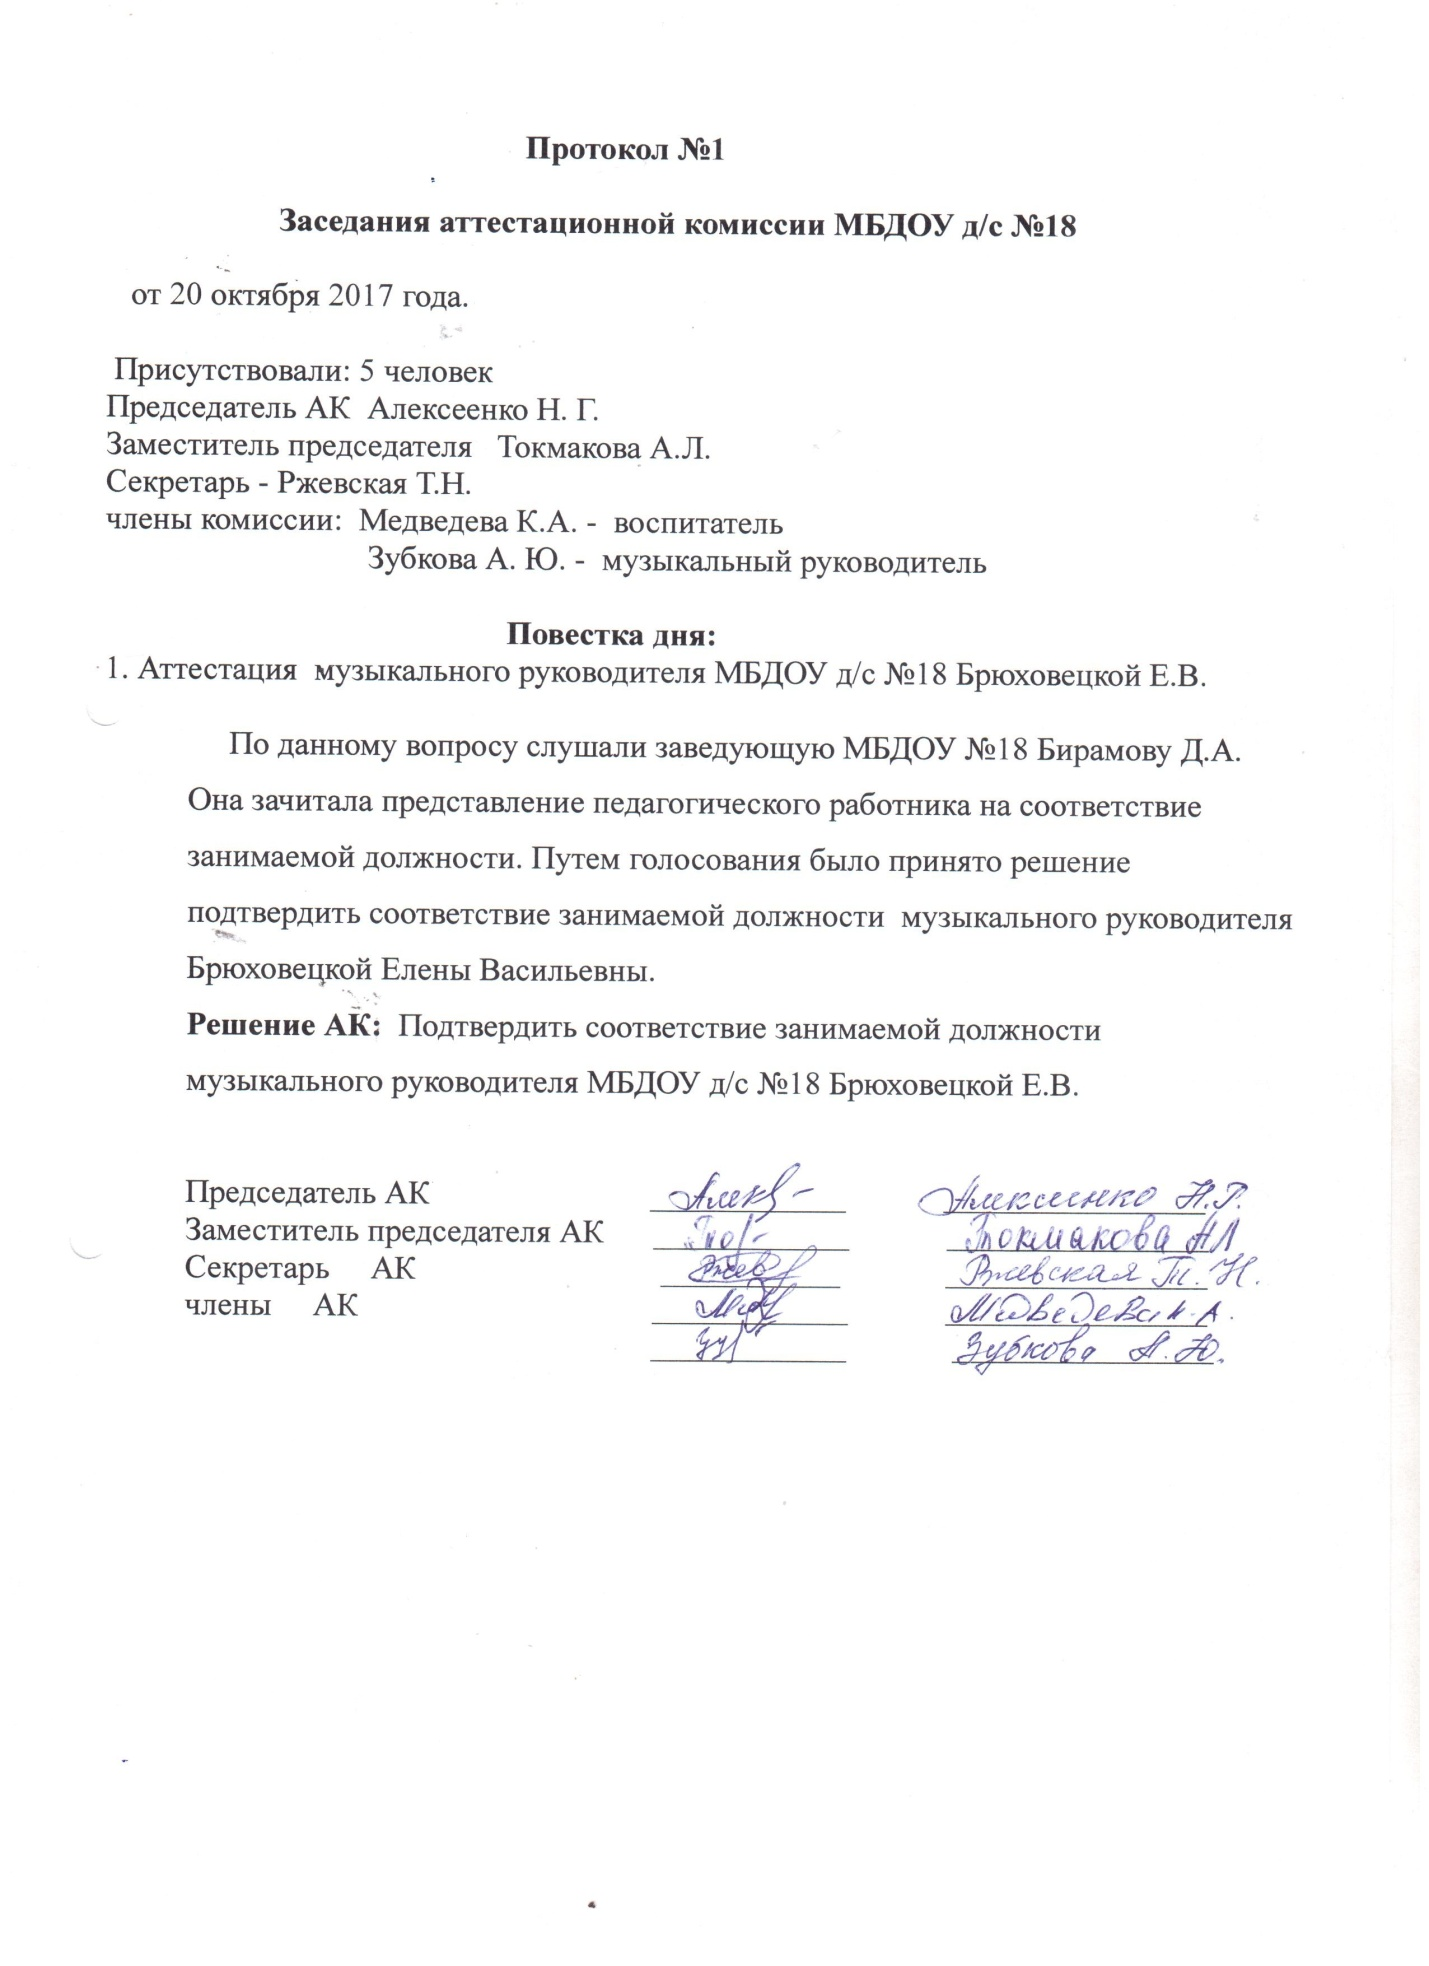 Протокол №1
Заседания аттестационной комиссии МБДОУ д/с №18
от 20 октября 2017 года.
Присутствовали: 5 человек
Председатель АК Алексеенко Н. Г.
Заместитель председателя Токмакова А.Л.
Секретарь - Ржевская Т.Н.
члены комиссии: Медведева К.А. - воспитатель
Зубкова А. Ю. - музыкальный руководитель
Повестка дня:
1. Аттестация музыкального руководителя МБДОУ д/с №18 Брюховецкой Е.В.
По данному вопросу слушали заведующую МБДОУ №18 Бирамову Д.А.
Она зачитала представление педагогического работника на соответствие
занимаемой должности. Путем голосования было принято решение
подтвердить соответствие занимаемой должности музыкального руководителя
Брюховецкой Елены Васильевны.
Решение АК: Подтвердить соответствие занимаемой должности
музыкального руководителя МБДОУ д/с №18 Брюховецкой Е.В.
Председатель АК Алексеенко Н.Г.
Заместитель председателя АК Токмакова АЛ
Секретарь АК Ржевская Т.Н.
члены АК Медведева К.А.
Зубкова А.Ю.